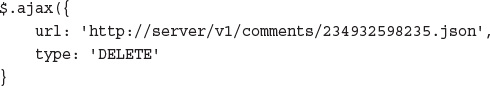 $.ajax({
    url: 'http://server/v1/comments/234932598235.json',
    type: 'DELETE'
}